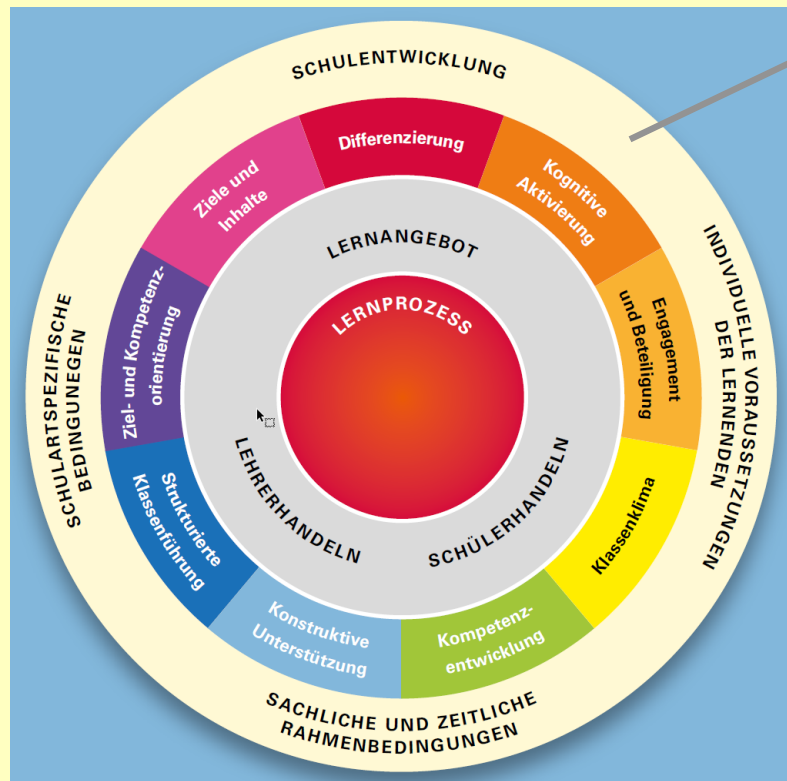 SCHULENTWICKLUNG
Differenzierung
Kognitive
Aktivierung
Engagement
und Beteiligung
Klassenklima
Kompetenz-
entwicklung
Konstruktive
Unterstützung
Strukturierte
Klassenführung
Ziel- und Kompetenz-
orientierung
Ziele und
Inhalte
LERNANGEBOT
LERNPROZESS
LEHRERHANDELN
SCHÜLERHANDELN
INDIVIDUELLE VORAUSSETZUNGEN
DER LERNENDEN
SACHLICHE UND ZEITLICHE
RAHMENBEDINGUNGEN
SCHULARTSPEZIFISCHE
BEDINGUNEGEN